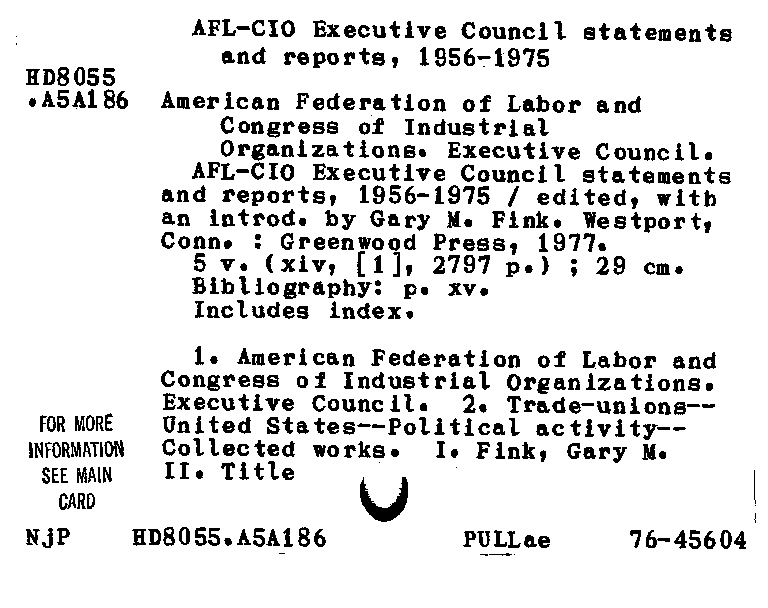 AFL-CIO Executive Council statements
and reports, 1956-1975
HD8055
.A5A186
American Federation of Labor and
Congress of Industrial
Organizations. Executive Council.
AFL-CIO Executive Council statements
and reports, 1956-1975 / edited, with
an introd. by Gary M. Fink. Westport,
Conn. : Greenwood Press, 1977.
5 v. (xiv, [1], 2797 p.) ; 29 cm.
Bibliography: p. xv.
Includes index.
1. American Federation of Labor and
Congress of Industrial Organizations.
Executive Council. 2. Trade-unions--
United States--Political activity--
Collected works. I. Fink, Gary M.
II. Title
FOR MORE
INFORMATION
SEE MAIN
CARD
NjP HD8055.A5A186 PULLae 76-45604